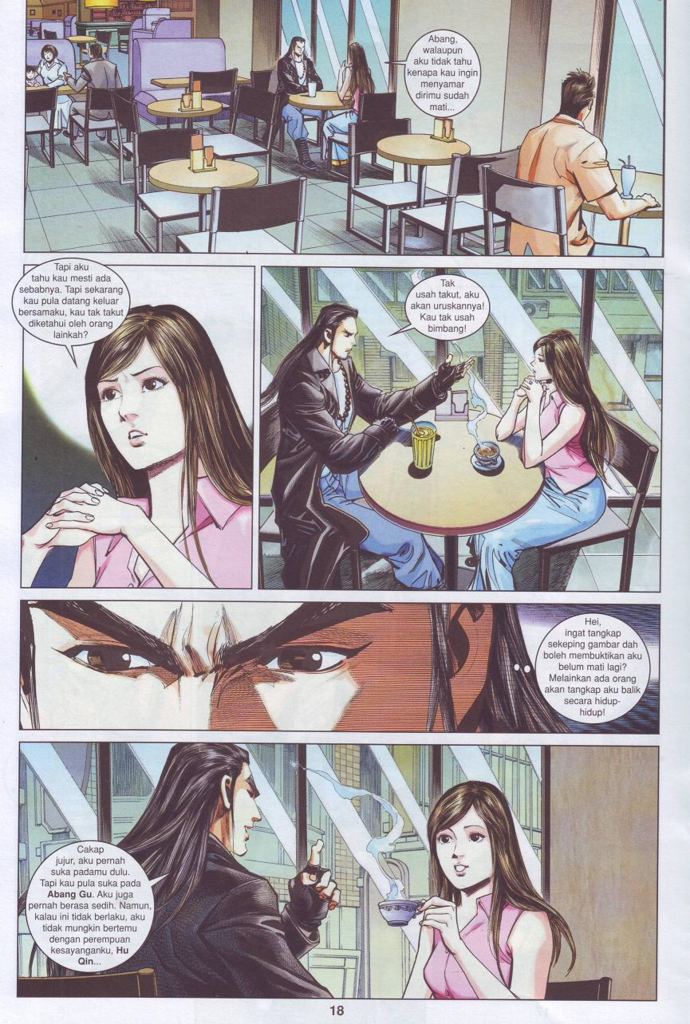 Abang,
walaupun
aku tidak tahu
kenapa kau ingin
menyamar
dirimu sudah
mati...
Tapi aku
tahu kau mesti ada
sebabnya. Tapi sekarang
kau pula datang keluar
bersamaku, kau tak takut
diketahui oleh orang
lainkah?
Tak
usah takut, aku
akan uruskannya!
Kau tak usah
bimbang!
Hei,
ingat tangkap
sekeping gambar dah
boleh membuktikan aku
belum mati lagi?
Melainkan ada orang
akan tangkap aku balik
secara hidup-
hidup!
Cakap
jujur, aku pernah
suka padamu dulu.
Tapi kau pula suka pada
Abang Gu. Aku juga
pernah berasa sedih. Namun,
kalau ini tidak berlaku, aku
tidak mungkin bertemu
dengan perempuan
kesayanganku, Hu
Qin...
18